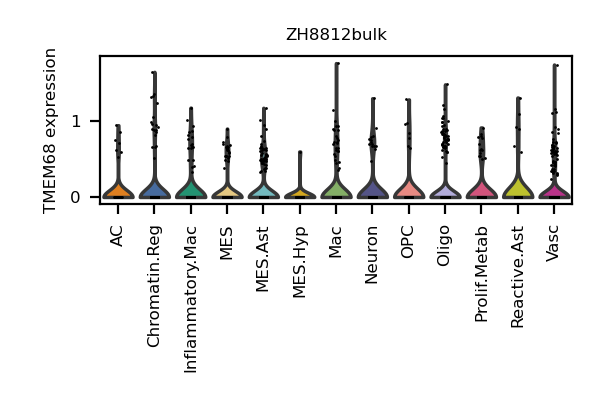 ZH8812bulk
TMEM68 expression
1
0
AC
Chromatin.Reg
Inflammatory.Mac
MES
MES.Ast
MES.Hyp
Mac
Neuron
OPC
Oligo
Prolif.Metab
Reactive.Ast
Vasc